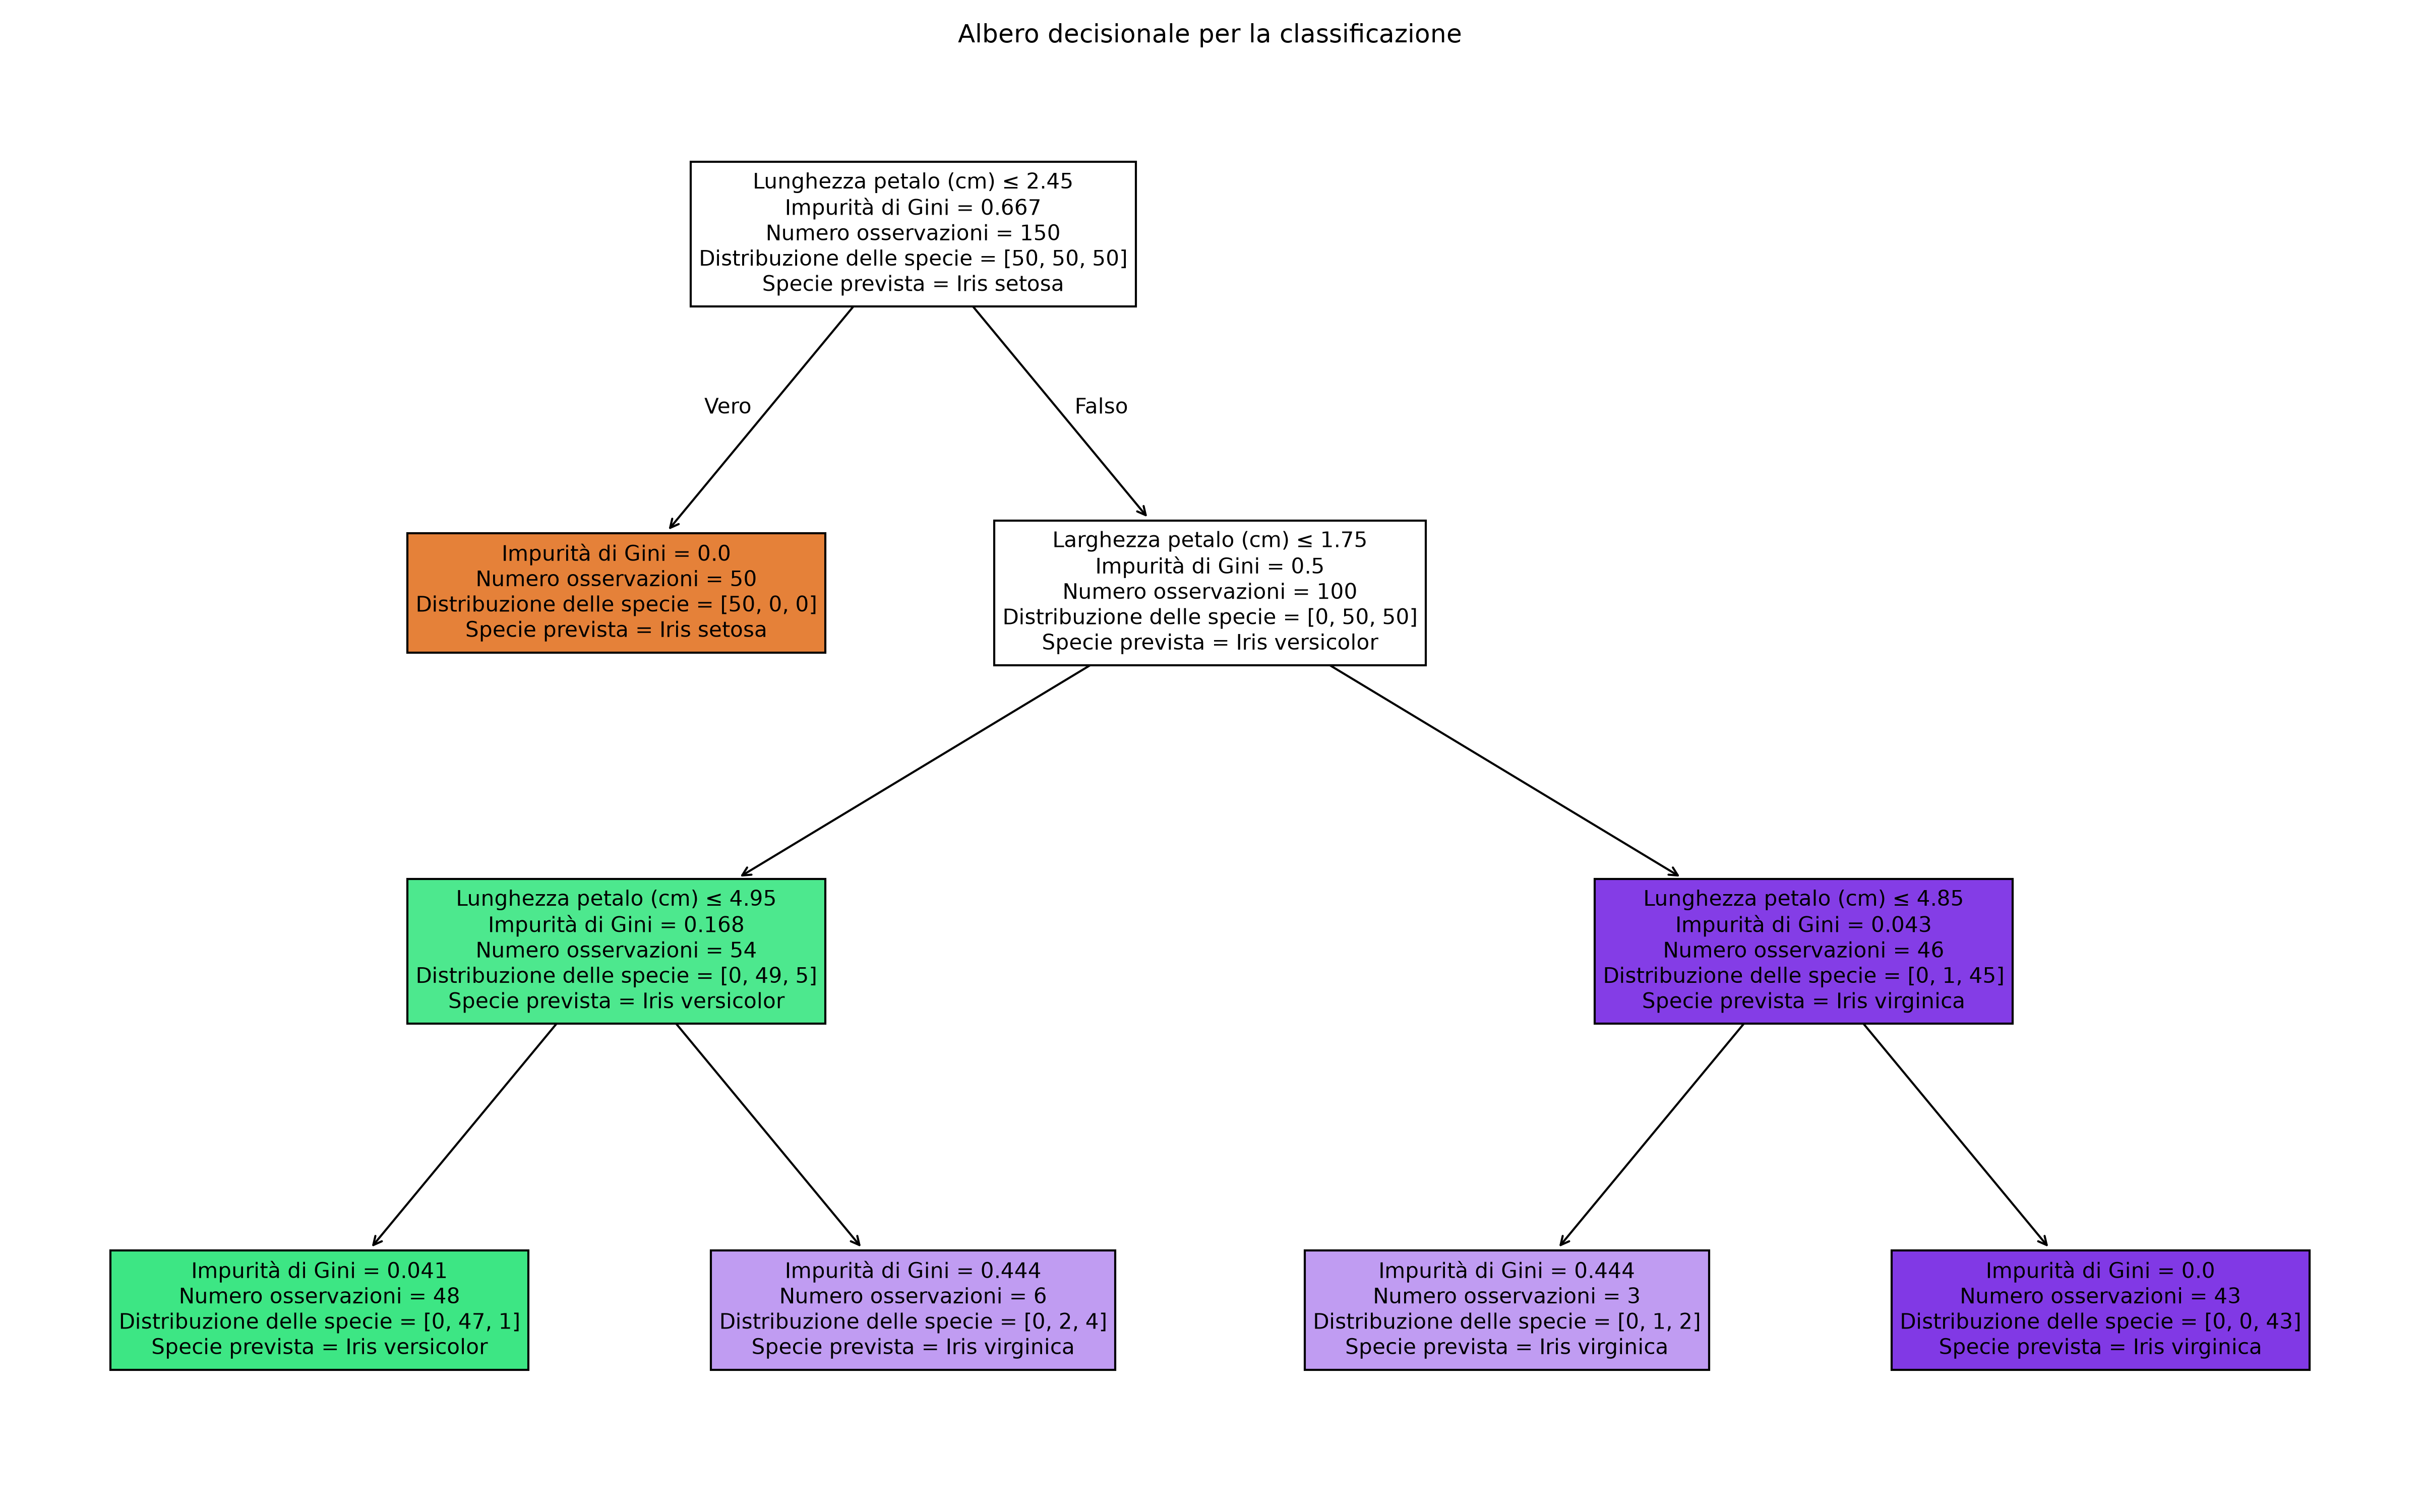 Albero decisionale per la classificazione
Lunghezza petalo (cm) ≤ 2.45
Impurità di Gini = 0.667
Numero osservazioni = 150
Distribuzione delle specie = [50, 50, 50]
Specie prevista = Iris setosa
Vero
Falso
Impurità di Gini = 0.0
Numero osservazioni = 50
Distribuzione delle specie = [50, 0, 0]
Specie prevista = Iris setosa
Larghezza petalo (cm) ≤ 1.75
Impurità di Gini = 0.5
Numero osservazioni = 100
Distribuzione delle specie = [0, 50, 50]
Specie prevista = Iris versicolor
Lunghezza petalo (cm) ≤ 4.95
Impurità di Gini = 0.168
Numero osservazioni = 54
Distribuzione delle specie = [0, 49, 5]
Specie prevista = Iris versicolor
Lunghezza petalo (cm) ≤ 4.85
Impurità di Gini = 0.043
Numero osservazioni = 46
Distribuzione delle specie = [0, 1, 45]
Specie prevista = Iris virginica
Impurità di Gini = 0.041
Numero osservazioni = 48
Distribuzione delle specie = [0, 47, 1]
Specie prevista = Iris versicolor
Impurità di Gini = 0.444
Numero osservazioni = 6
Distribuzione delle specie = [0, 2, 4]
Specie prevista = Iris virginica
Impurità di Gini = 0.444
Numero osservazioni = 3
Distribuzione delle specie = [0, 1, 2]
Specie prevista = Iris virginica
Impurità di Gini = 0.0
Numero osservazioni = 43
Distribuzione delle specie = [0, 0, 43]
Specie prevista = Iris virginica